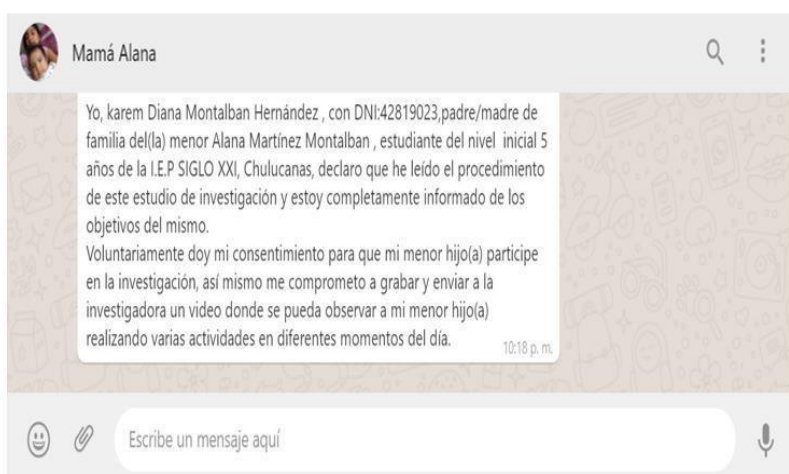 Mamá Alana
Yo, karem Diana Montalban Hernández , con DNI:42819023,padre/madre de
familia del(la) menor Alana Martínez Montalban , estudiante del nivel inicial 5
años de la I.E.P SIGLO XXI, Chulucanas, declaro que he leído el procedimiento
de este estudio de investigación y estoy completamente informado de los
objetivos del mismo.
Voluntariamente doy mi consentimiento para que mi menor hijo(a) participe
en la investigación, así mismo me comprometo a grabar y enviar a la
investigadora un video donde se pueda observar a mi menor hijo(a)
realizando varias actividades en diferentes momentos del día.
10:18 p. m.
Escribe un mensaje aquí